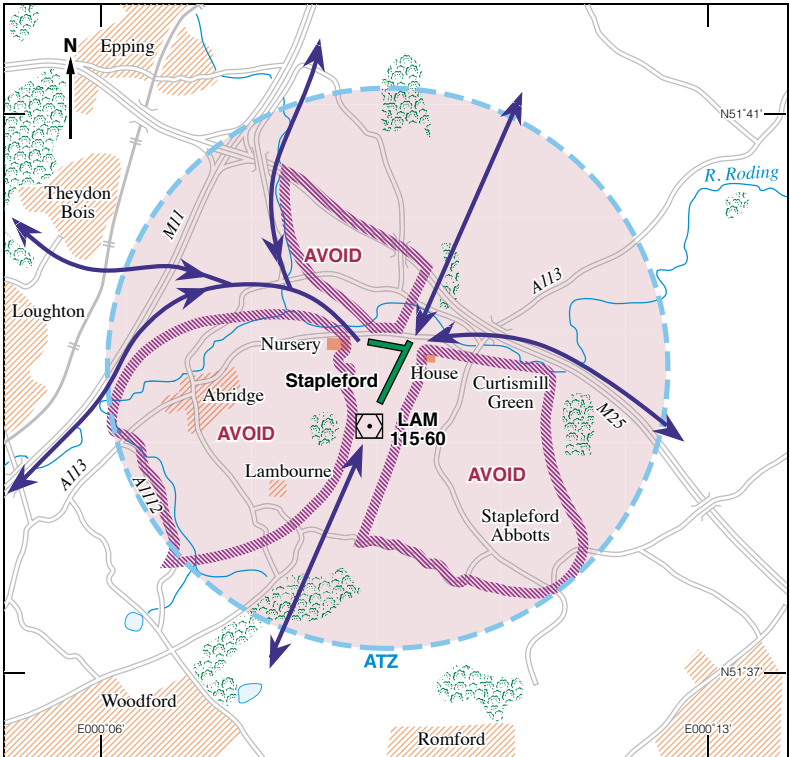 N
Epping
N51°41'
R. Roding
Theydon
Bois
M11
AVOID
A113
Loughton
Nursery
Stapleford
House
Curtismill
Green
Abridge
LAM
115·60
M25
AVOID
Lambourne
AVOID
A113
A1112
Stapleford
Abbotts
ATZ
N51°37'
Woodford
E000°06'
E000°13'
Romford